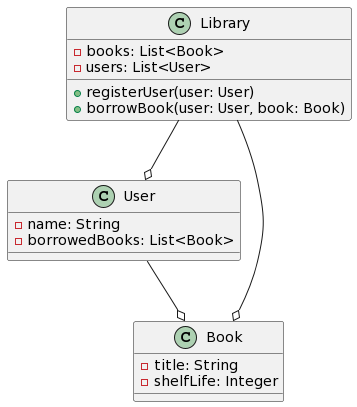 C Library
books: List<Book>
users: List<User>
registerUser(user: User)
borrowBook(user: User, book: Book)
C User
name: String
borrowedBooks: List<Book>
C Book
title: String
shelfLife: Integer